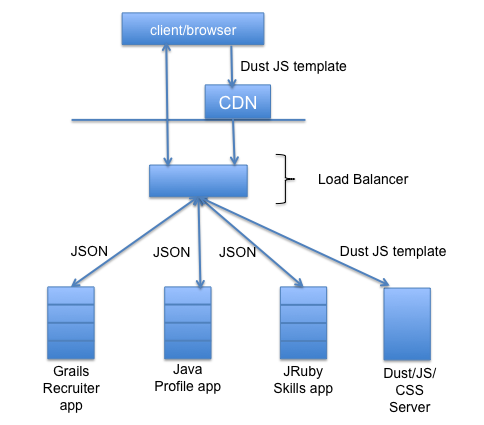 client/browser
Dust JS template
CDN
Load Balancer
JSON
JSON
JSON
Dust JS template
Grails
Recruiter
app
Java
Profile app
JRuby
Skills app
Dust/JS/
CSS
Server